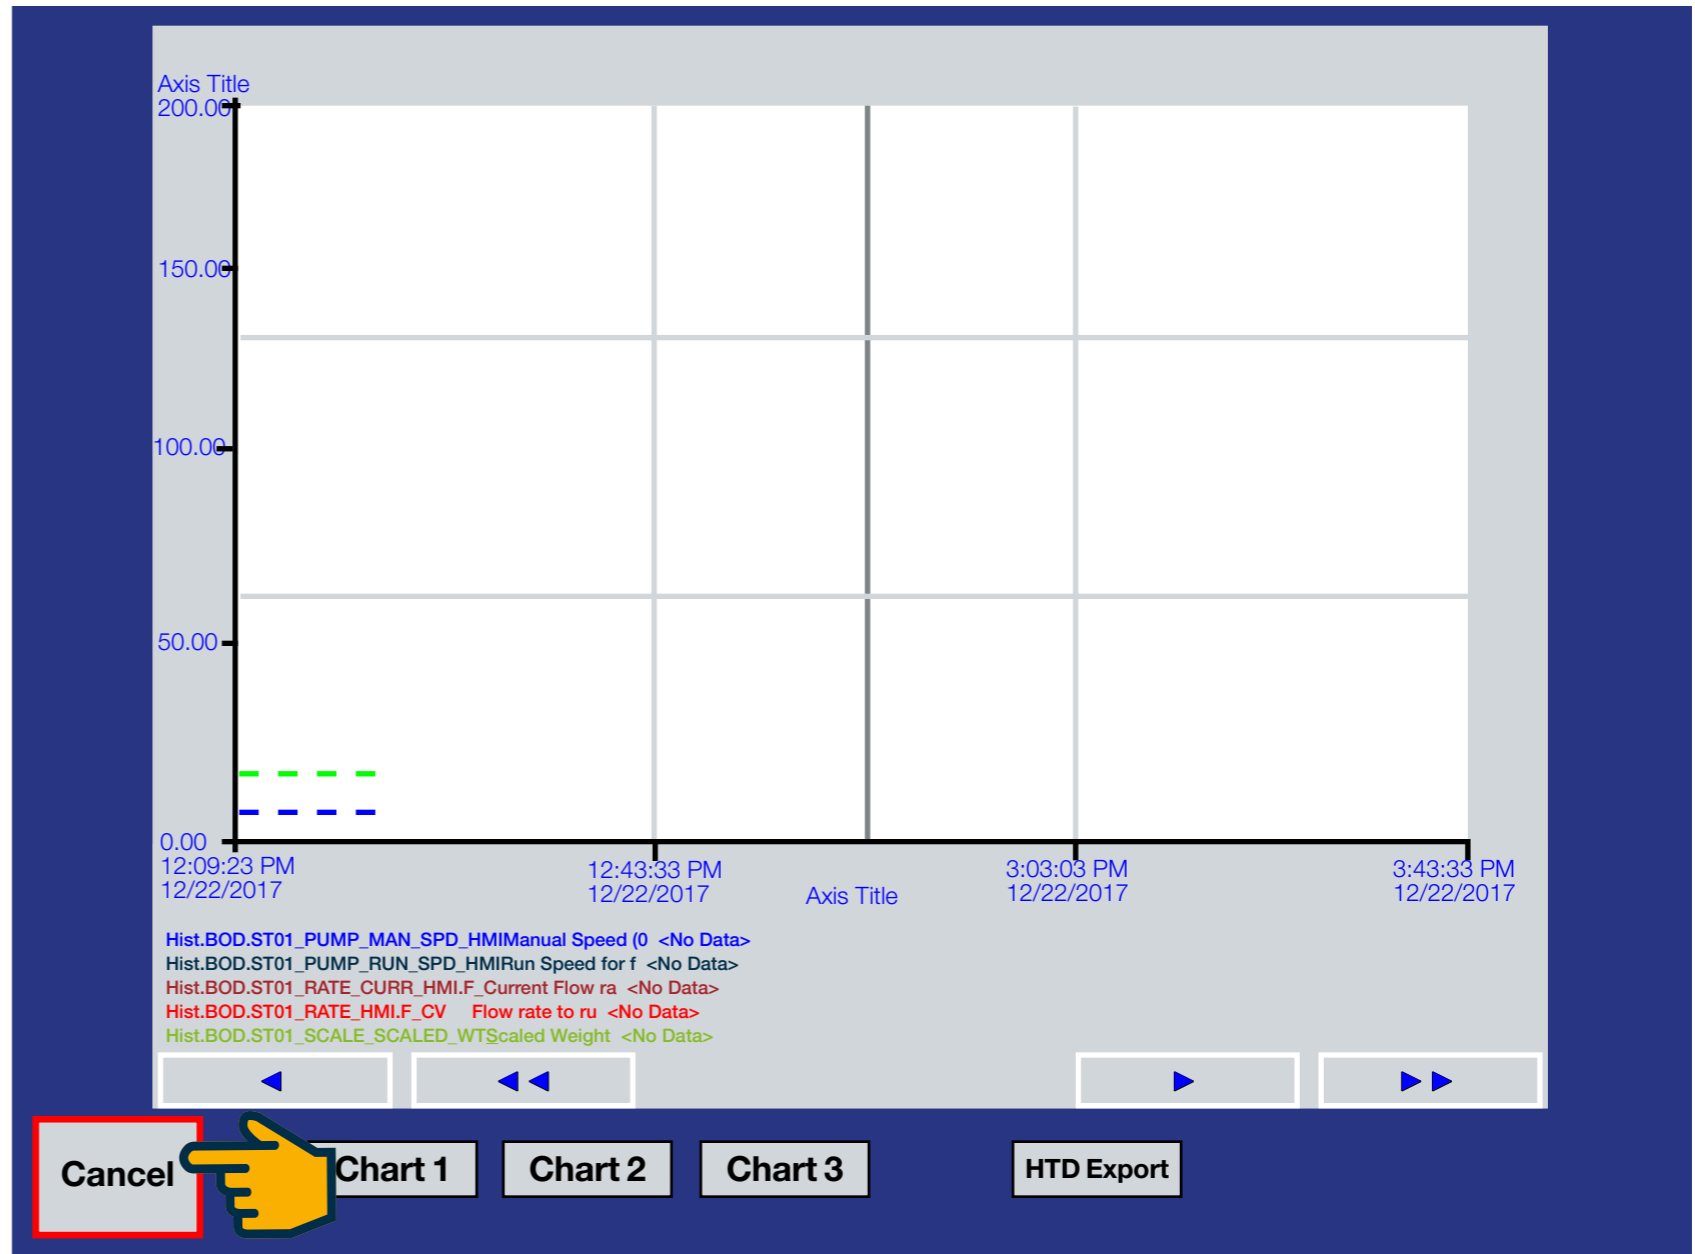 Axis Title
200.00
150.00
100.00
50.00
0.00
12:09:23 PM
12/22/2017
12:43:33 PM
12/22/2017
Axis Title
3:03:03 PM
12/22/2017
3:43:33 PM
12/22/2017
Hist.BOD.ST01_PUMP_MAN_SPD_HMIManual Speed (0 <No Data>
Hist.BOD.ST01_PUMP_RUN_SPD_HMIRun Speed for f <No Data>
Hist.BOD.ST01_RATE_CURR_HMI.F_Current Flow ra <No Data>
Hist.BOD.ST01_RATE_HMI.F_CV Flow rate to ru <No Data>
Hist.BOD.ST01_SCALE_SCALED_WTScaled Weight <No Data>
Cancel
Chart 1
Chart 2
Chart 3
HTD Export